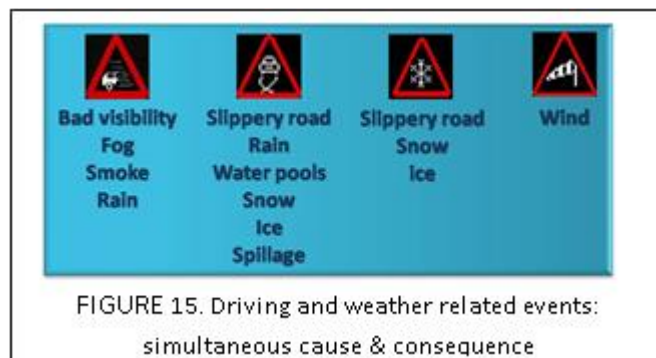 Bad visibility
Fog
Smoke
Rain
Slippery road
Rain
Water pools
Snow
Ice
Spillage
Slippery road
Snow
ice
Wind
FIGURE 15. Driving and weather related events:
simultaneous cause & consequence